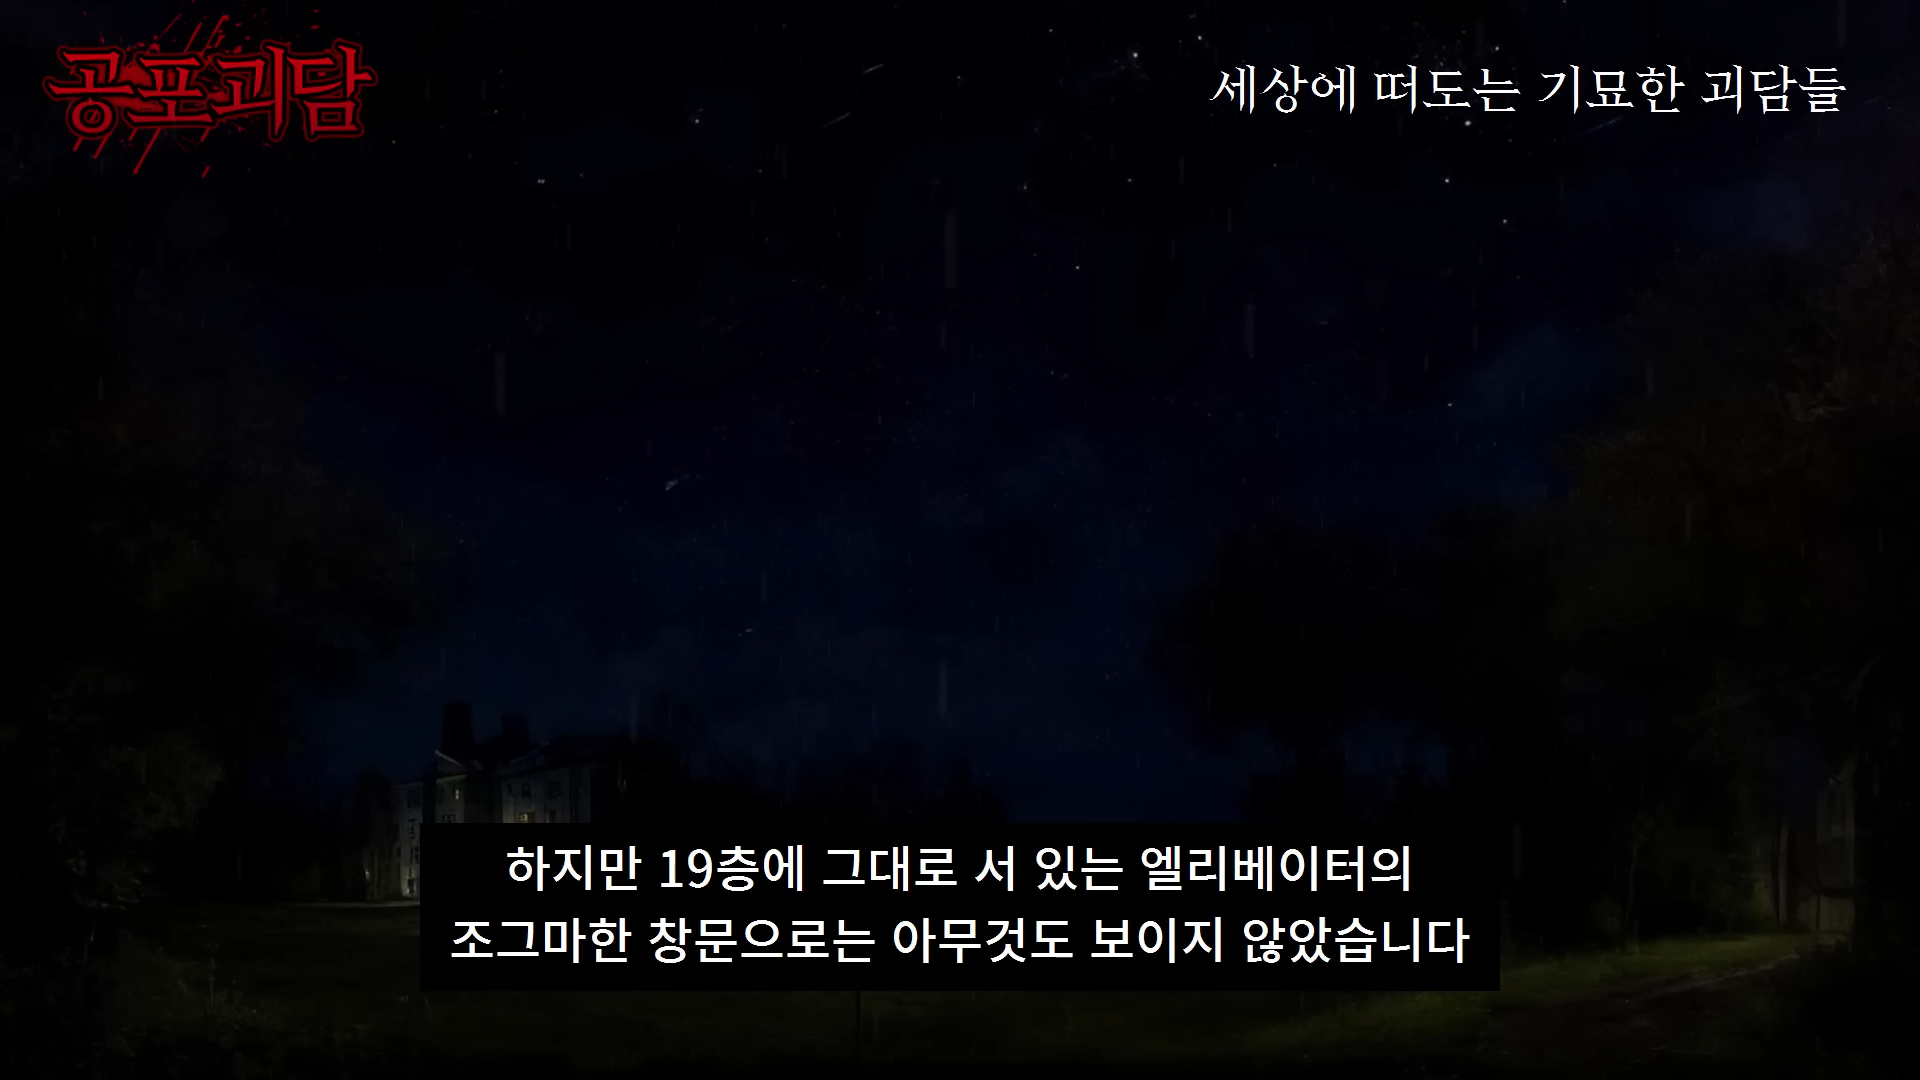 공포괴담
세상에 떠도는 기묘한 괴담들
하지만 19층에 그대로 서 있는 엘리베이터의
조그마한 창문으로는 아무것도 보이지 않았습니다